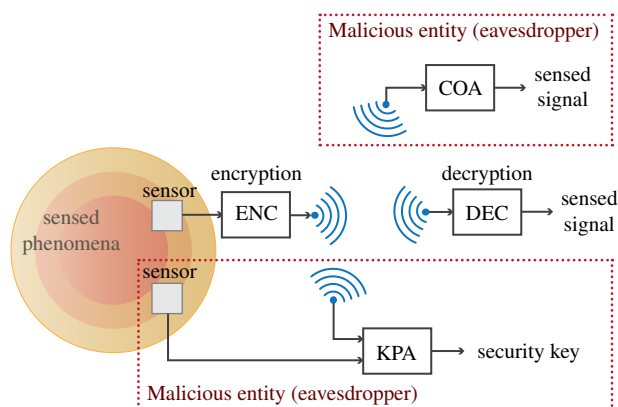 Malicious entity (eavesdropper)
COA
sensed
signal
encryption
decryption
sensor
sensed
phenomena
ENC
DEC
sensed
signal
sensor
KPA
security key
Malicious entity (eavesdropper)